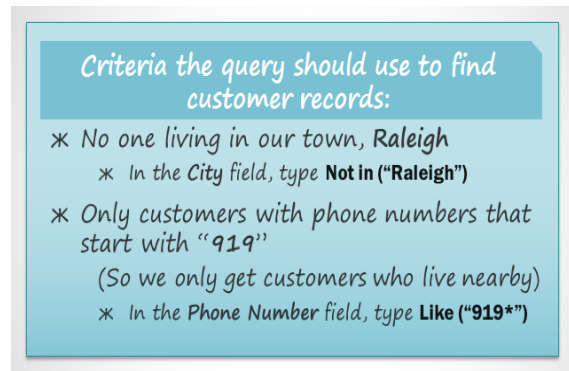 Criteria the query should use to find
customer records:
No one living in our town, Raleigh
In the City field, type Not in (“Raleigh”)
Only customers with phone numbers that
start with “919”
(So we only get customers who live nearby)
In the Phone Number field, type Like (“919*”)